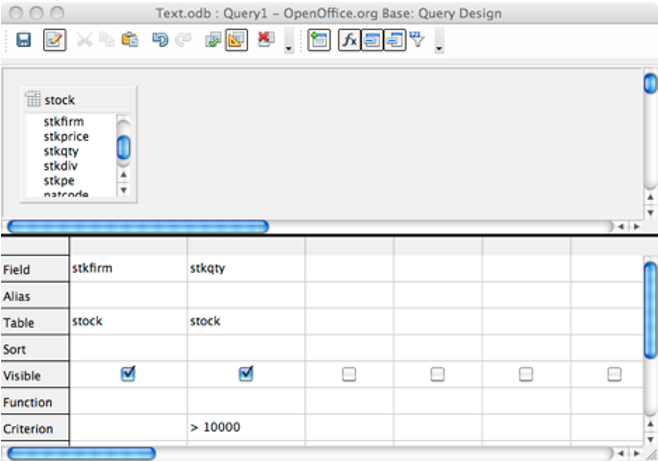 Text.odb : Query1 – OpenOffice.org Base: Query Design
stock
stkfirm
stkprice
stkqty
stkdiv
stkpe
natcode
Field stkfirm stkqty
Alias
Table stock stock
Sort
Visible
Function
Criterion > 10000